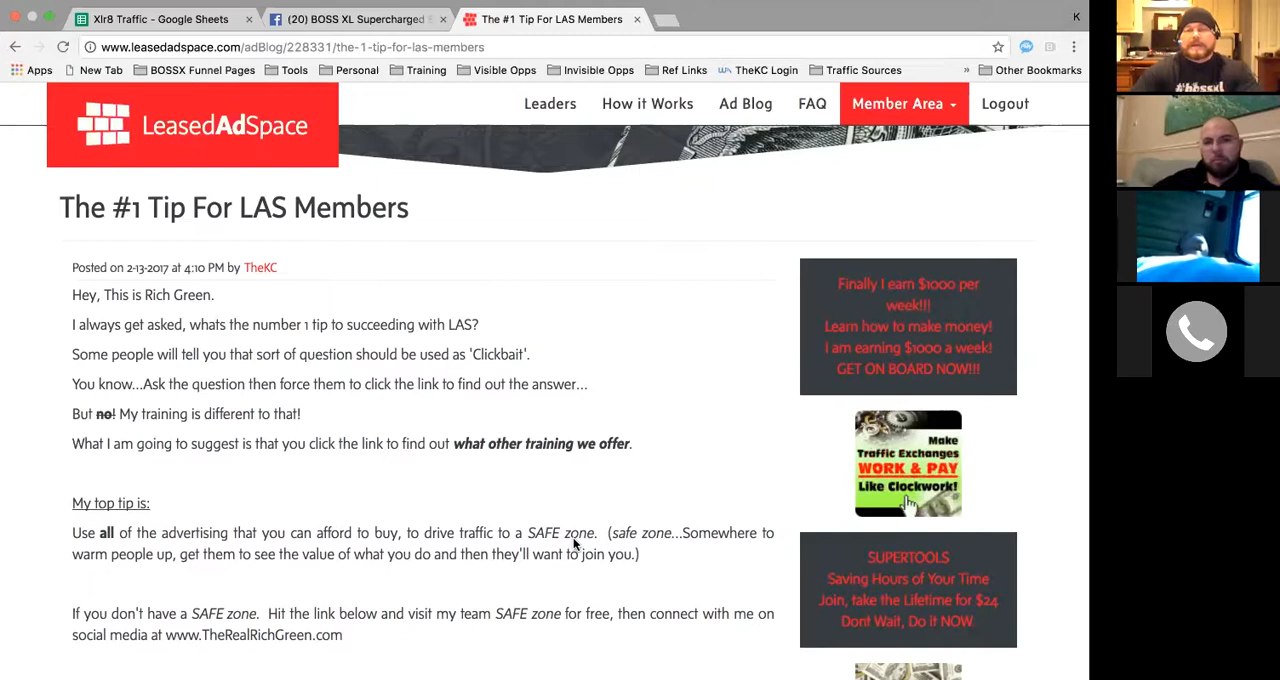 Xlr8 Traffic - Google Sheets
(20) BOSS XL Supercharged
The #1 Tip For LAS Members
K
www.leasedadspace.com/adBlog/228331/the-1-tip-for-las-members
Apps New Tab BOSSX Funnel Pages Tools Personal Training Visible Opps Invisible Opps Ref Links TheKC Login Traffic Sources » Other Bookmarks
LeasedAdSpace
Leaders How it Works Ad Blog FAQ Member Area Logout
The #1 Tip For LAS Members
Posted on 2-13-2017 at 4:10 PM by TheKC
Hey, This is Rich Green.
I always get asked, whats the number 1 tip to succeeding with LAS?
Some people will tell you that sort of question should be used as 'Clickbait'.
You know...Ask the question then force them to click the link to find out the answer...
But no! My training is different to that!
What I am going to suggest is that you click the link to find out what other training we offer.
My top tip is:
Use all of the advertising that you can afford to buy, to drive traffic to a SAFE zone. (safe zone...Somewhere to
warm people up, get them to see the value of what you do and then they'll want to join you.)
If you don't have a SAFE zone. Hit the link below and visit my team SAFE zone for free, then connect with me on
social media at www.TheRealRichGreen.com
Finally I earn $1000 per
week!!!
Learn how to make money!
I am earning $1000 a week!
GET ON BOARD NOW!!!
Make
Traffic Exchanges
WORK & PAY
Like Clockwork!
SUPERTOOLS
Saving Hours of Your Time
Join, take the Lifetime for $24
Dont Wait, Do it NOW.
#bossxl